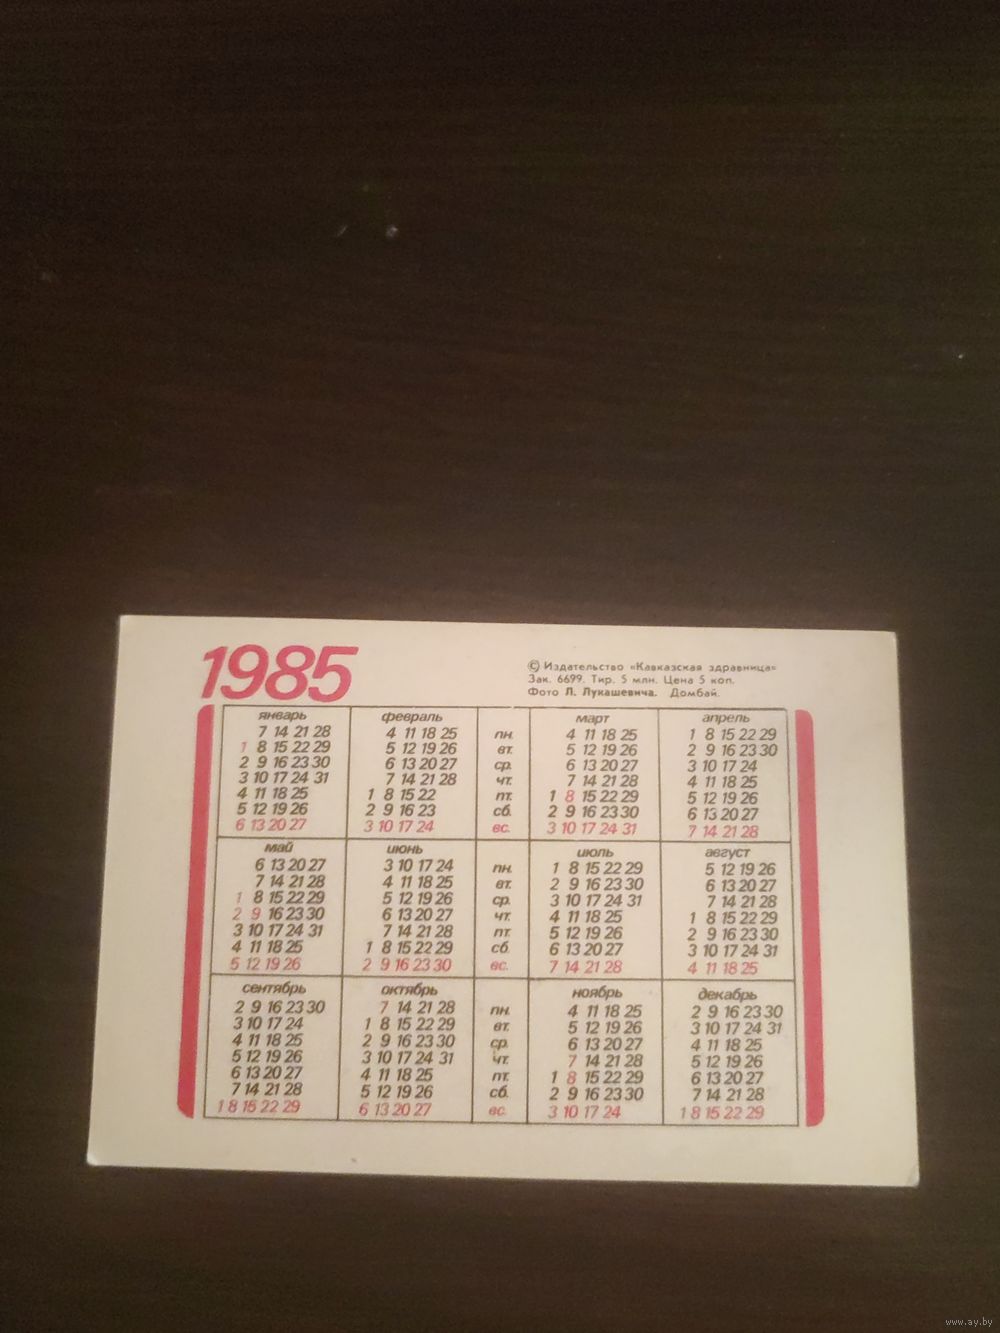 1985
© Издательство «Кавказская здравница»
Зак. 6699. Тир. 5 млн. Цена 5 коп.
Фото Л. Лукашевича. Домбай.
январь
7 14 21 28
1 8 15 22 29
2 9 16 23 30
3 10 17 24 31
4 11 18 25
5 12 19 26
6 13 20 27
февраль
4 11 18 25
5 12 19 26
6 13 20 27
7 14 21 28
1 8 15 22
2 9 16 23
3 10 17 24
пн.
вт.
ср.
чт.
пт.
сб.
вс.
март
4 11 18 25
5 12 19 26
6 13 20 27
7 14 21 28
1 8 15 22 29
2 9 16 23 30
3 10 17 24 31
апрель
1 8 15 22 29
2 9 16 23 30
3 10 17 24
4 11 18 25
5 12 19 26
6 13 20 27
7 14 21 28
май
6 13 20 27
7 14 21 28
1 8 15 22 29
2 9 16 23 30
3 10 17 24 31
4 11 18 25
5 12 19 26
июнь
3 10 17 24
4 11 18 25
5 12 19 26
6 13 20 27
7 14 21 28
1 8 15 22 29
2 9 16 23 30
пн.
вт.
ср.
чт.
пт.
сб.
вс.
июль
1 8 15 22 29
2 9 16 23 30
3 10 17 24 31
4 11 18 25
5 12 19 26
6 13 20 27
7 14 21 28
август
5 12 19 26
6 13 20 27
7 14 21 28
1 8 15 22 29
2 9 16 23 30
3 10 17 24 31
4 11 18 25
сентябрь
2 9 16 23 30
3 10 17 24
4 11 18 25
5 12 19 26
6 13 20 27
7 14 21 28
1 8 15 22 29
октябрь
7 14 21 28
1 8 15 22 29
2 9 16 23 30
3 10 17 24 31
4 11 18 25
5 12 19 26
6 13 20 27
пн.
вт.
ср.
чт.
пт.
сб.
вс.
ноябрь
4 11 18 25
5 12 19 26
6 13 20 27
7 14 21 28
1 8 15 22 29
2 9 16 23 30
3 10 17 24
декабрь
2 9 16 23 30
3 10 17 24 31
4 11 18 25
5 12 19 26
6 13 20 27
7 14 21 28
1 8 15 22 29
www.ay.by